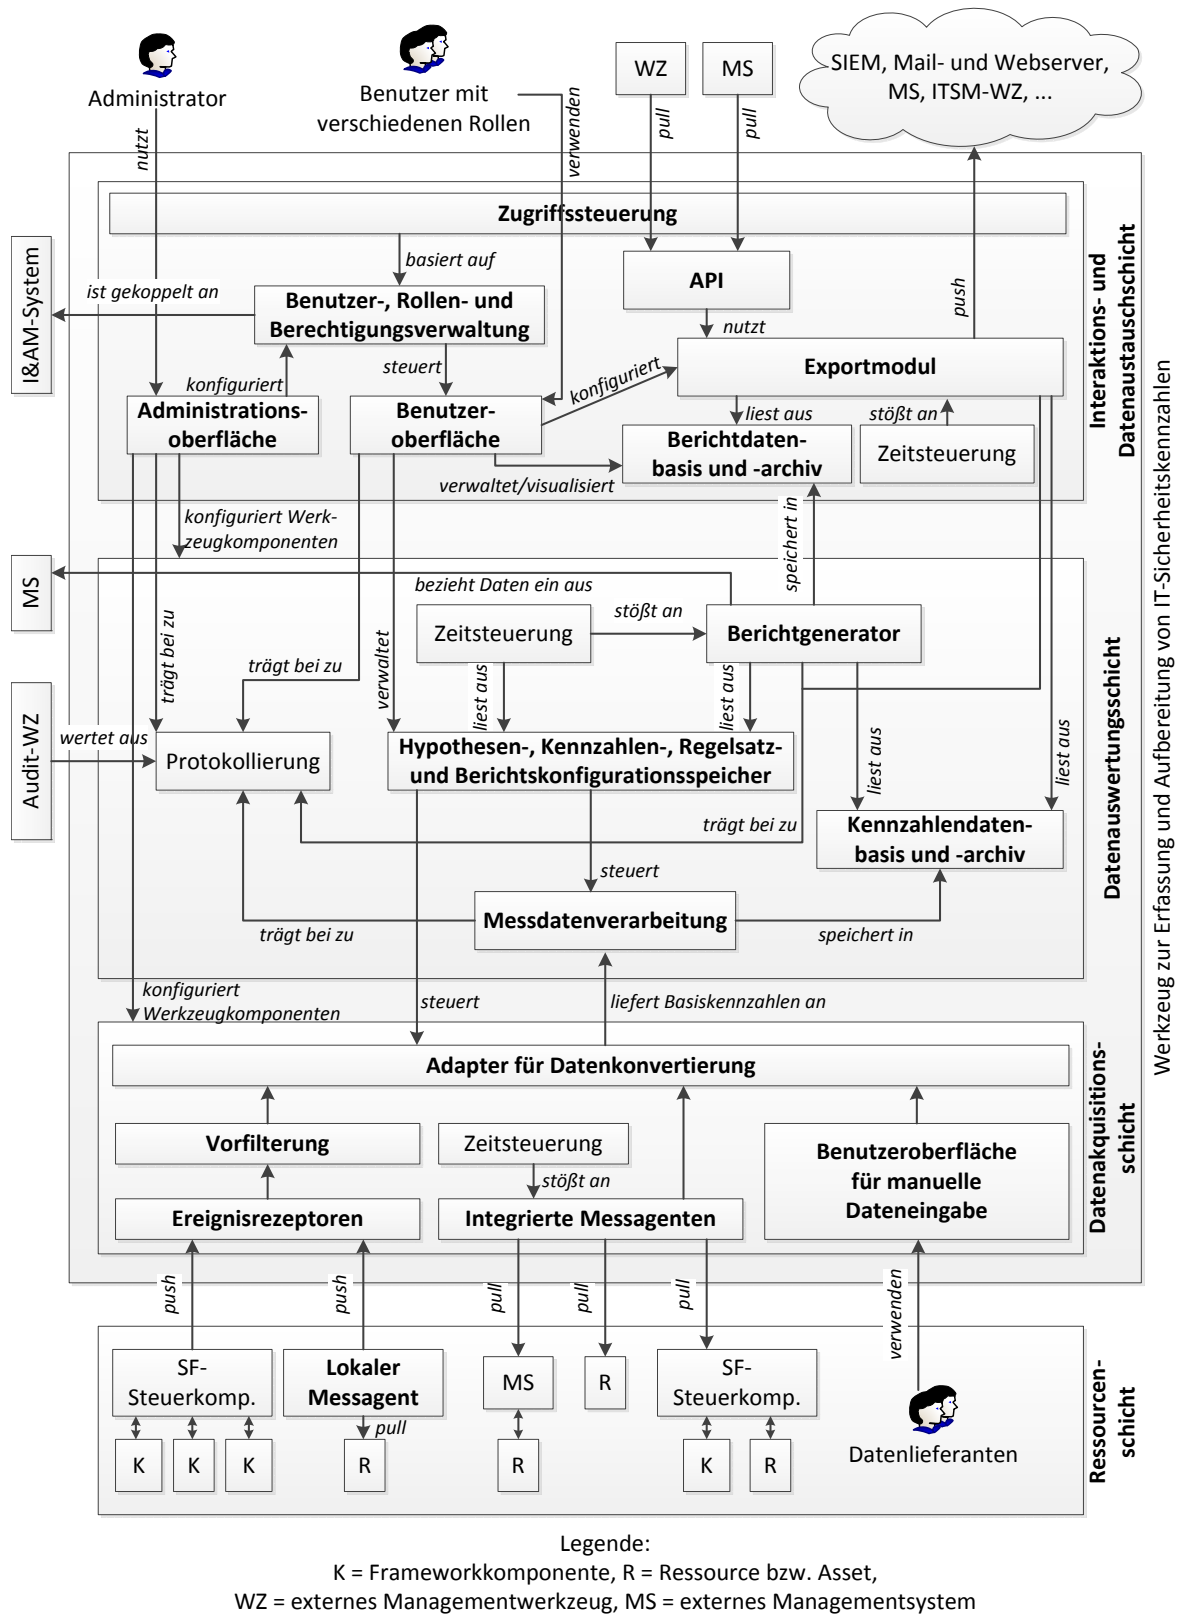 Administrator
Benutzer mit
verschiedenen Rollen
WZ
MS
SIEM, Mail- und Webserver,
MS, ITSM-WZ, ...
nutzt
verwenden
pull
pull
Zugriffssteuerung
basiert auf
API
push
I&AM-System
ist gekoppelt an
Benutzer-, Rollen- und
Berechtigungsverwaltung
nutzt
Exportmodul
konfiguriert
steuert
konfiguriert
Administrations-
oberfläche
Benutzer-
oberfläche
liest aus
stößt an
Berichtdaten-
basis und -archiv
Zeitsteuerung
verwaltet/visualisiert
Interaktions- und
Datenaustauschschicht
konfiguriert Werk-
zeugkomponenten
speichert in
MS
bezieht Daten ein aus
Zeitsteuerung
stößt an
Berichtgenerator
trägt bei zu
trägt bei zu
verwaltet
liest aus
liest aus
Audit-WZ
wertet aus
Protokollierung
Hypothesen-, Kennzahlen-, Regelsatz-
und Berichtskonfigurationsspeicher
liest aus
liest aus
trägt bei zu
Kennzahlendaten-
basis und -archiv
steuert
Messdatenverarbeitung
trägt bei zu
speichert in
Datenauswertungsschicht
Werkzeug zur Erfassung und Aufbereitung von IT-Sicherheitskennzahlen
konfiguriert
Werkzeugkomponenten
steuert
liefert Basiskennzahlen an
Adapter für Datenkonvertierung
Vorfilterung
Zeitsteuerung
stößt an
Benutzeroberfläche
für manuelle
Dateneingabe
Ereignisrezeptoren
Integrierte Messagenten
Datenakquisitions-
schicht
push
push
pull
pull
pull
verwenden
SF-
Steuerkomp.
Lokaler
Messagent
MS
R
SF-
Steuerkomp.
pull
K
K
K
R
R
K
R
Datenlieferanten
Ressourcen-
schicht
Legende:
K = Frameworkkomponente, R = Ressource bzw. Asset,
WZ = externes Managementwerkzeug, MS = externes Managementsystem